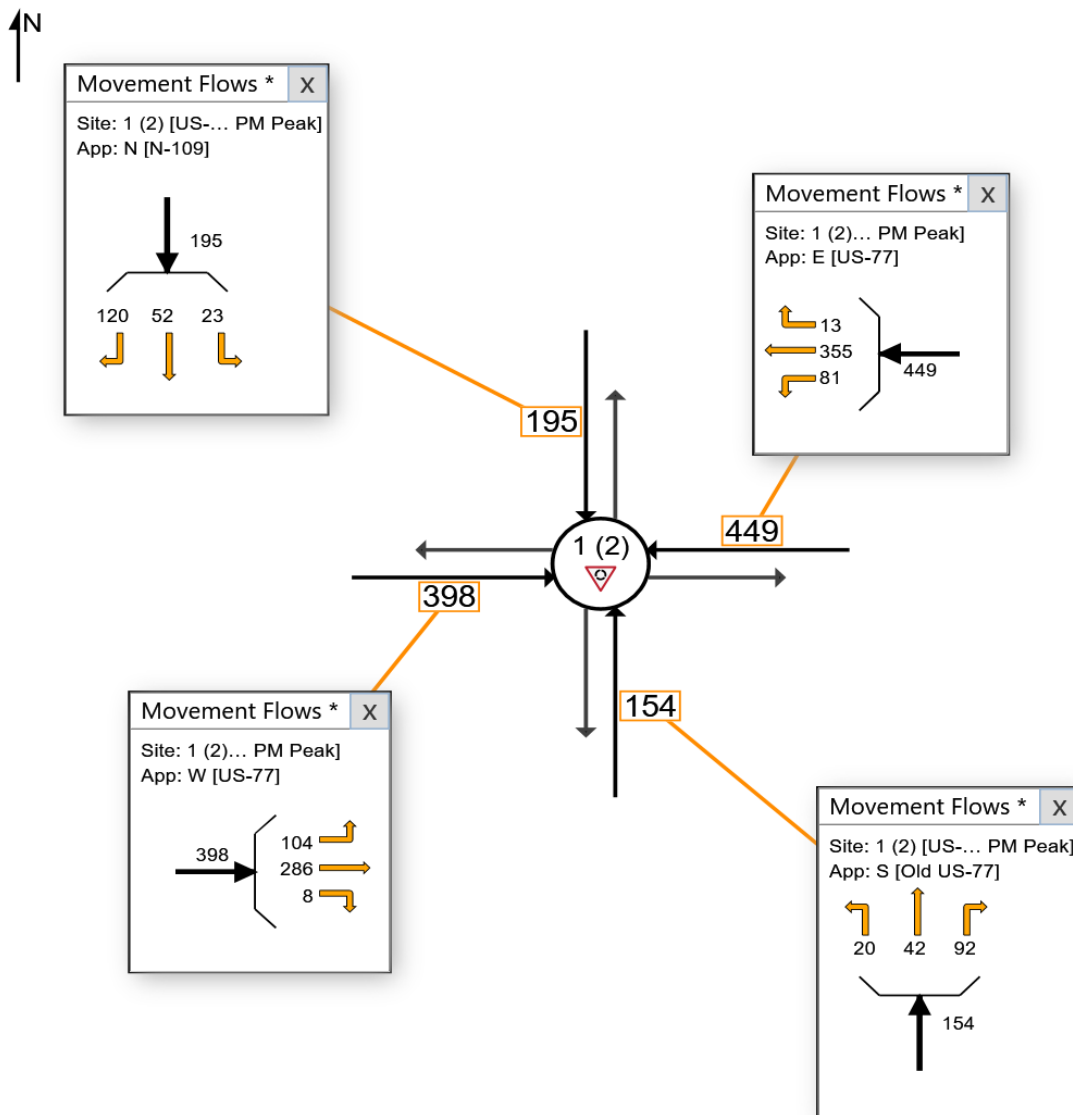 N
Movement Flows * X
Site: 1 (2) [US-... PM Peak]
App: N [N-109]
195
120 52 23
Movement Flows * X
Site: 1 (2)... PM Peak]
App: E [US-77]
13
355
81
449
195
449
1 (2)
398
154
Movement Flows * X
Site: 1 (2)... PM Peak]
App: W [US-77]
398
104
286
8
Movement Flows * X
Site: 1 (2) [US-... PM Peak]
App: S [Old US-77]
20 42 92
154